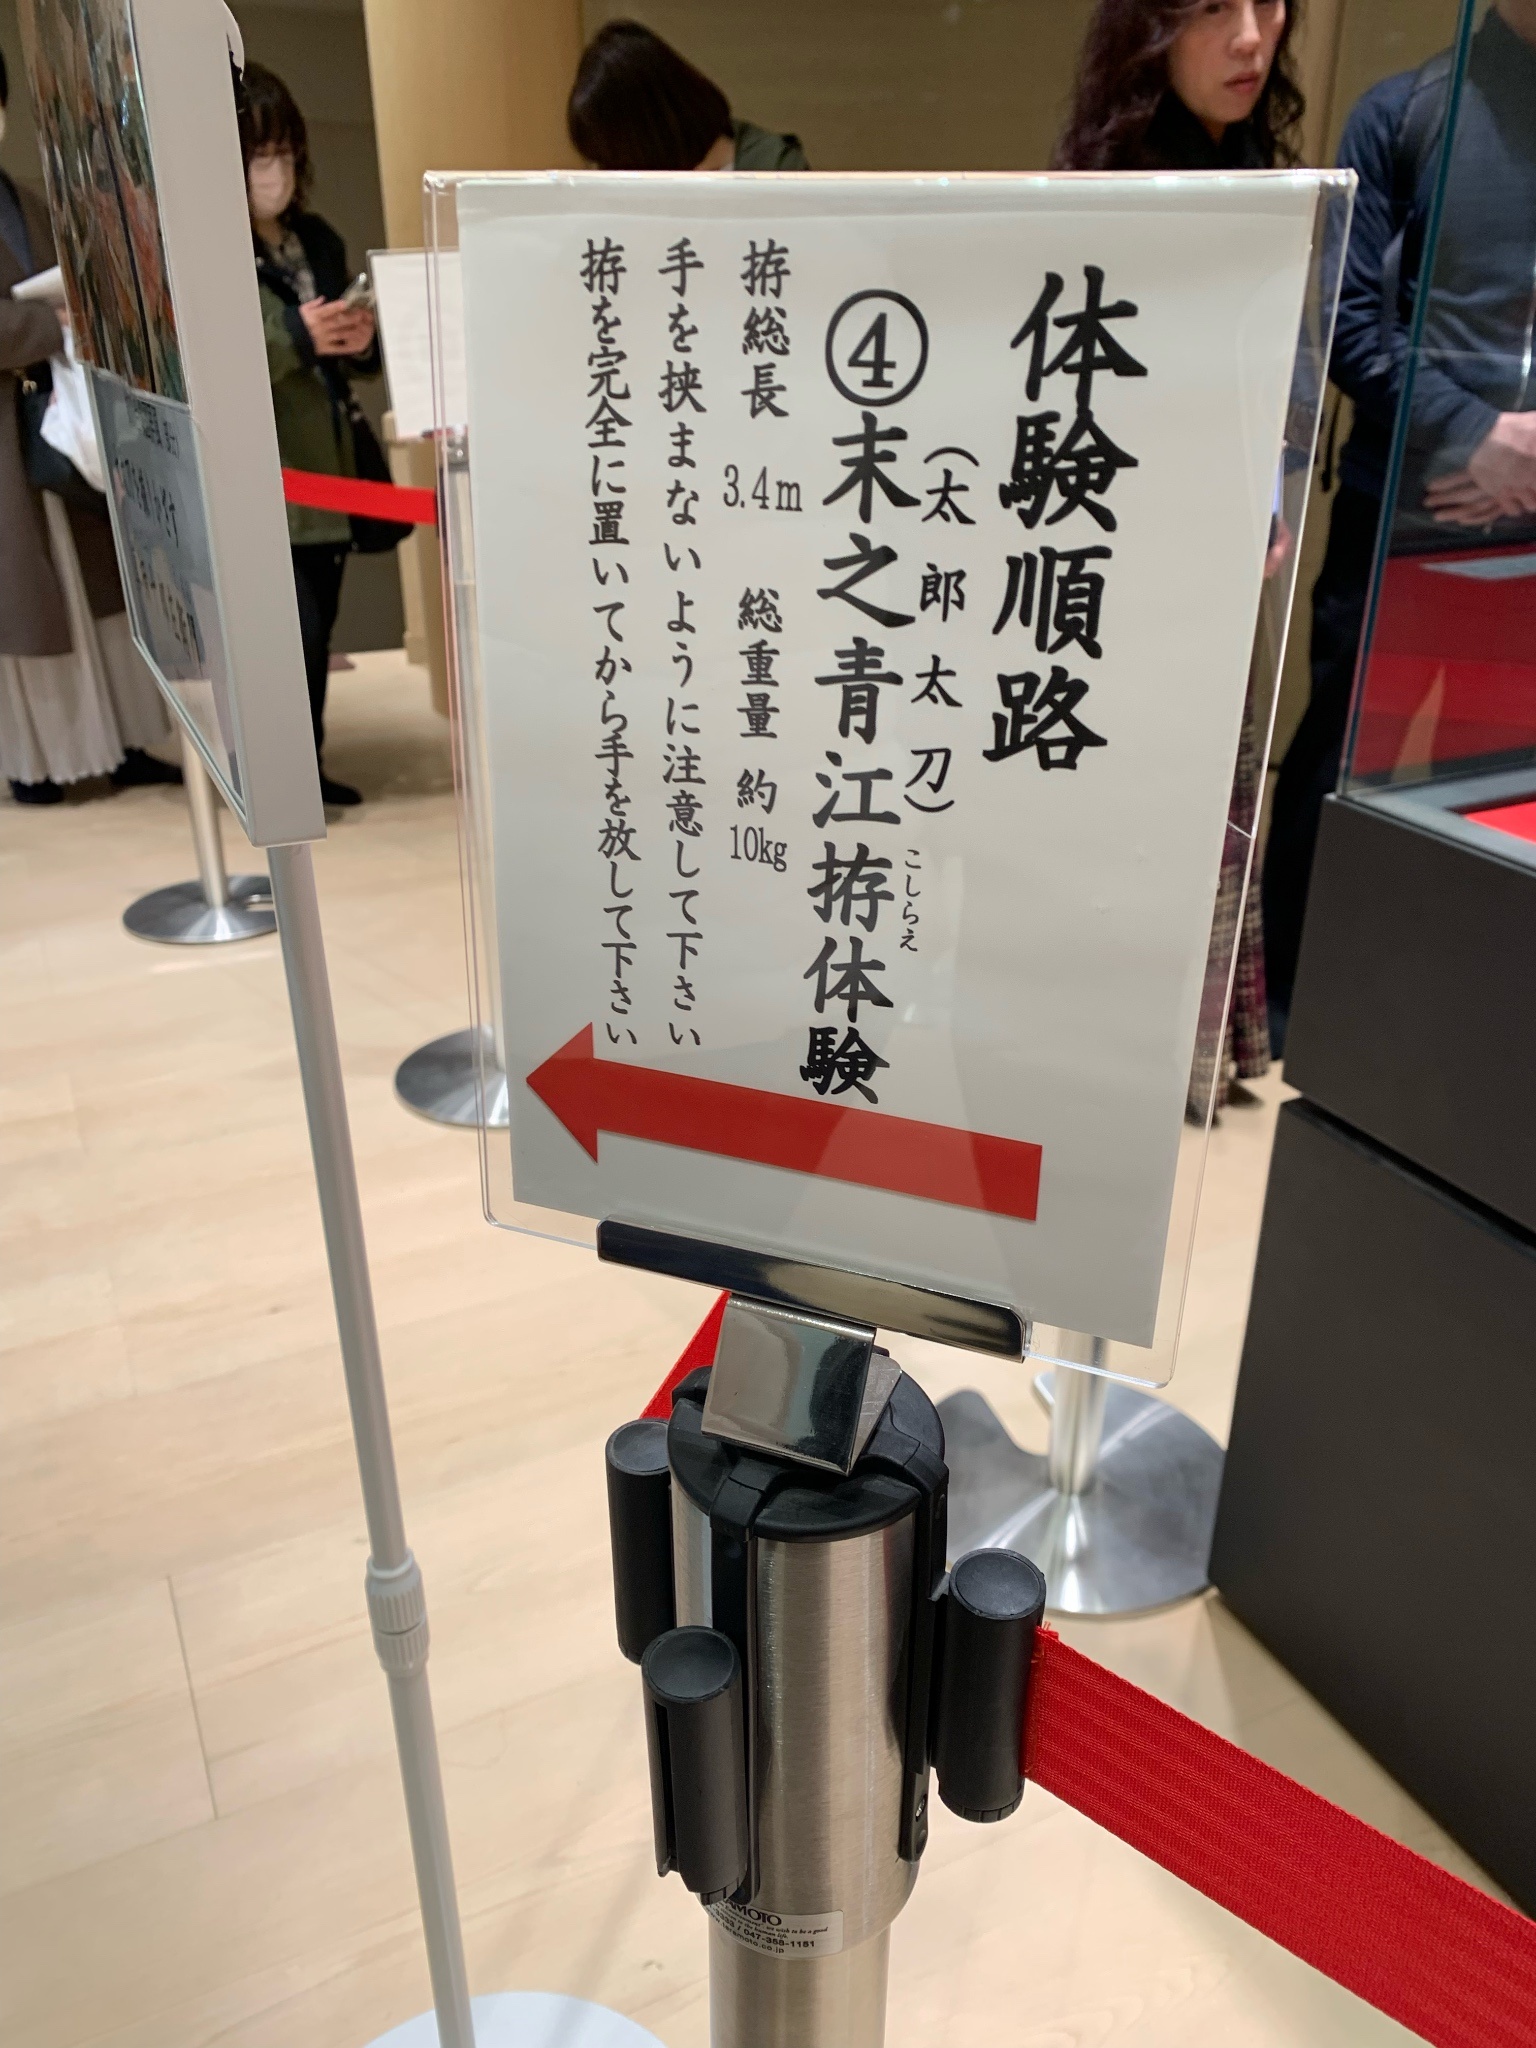 体験順路
(太郎太刀)
④末之青江拵体験
こしらえ
拵総長 3.4m 総重量 約10kg
手を挟まないように注意して下さい
拵を完全に置いてから手を放して下さい
047-358-1181